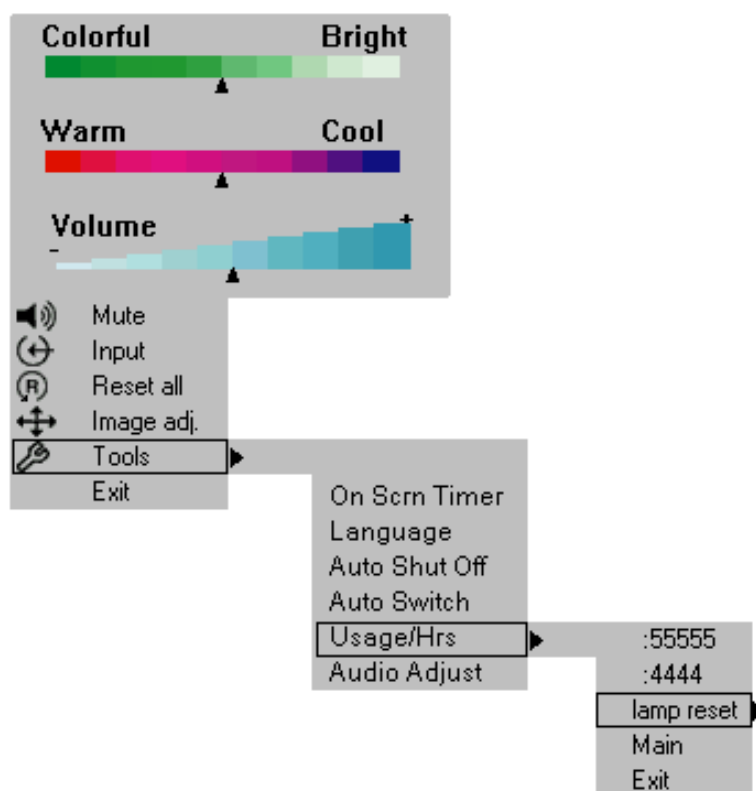 Colorful Bright
Warm Cool
Volume
- +
Mute
Input
R Reset all
Image adj.
Tools
Exit
On Scrn Timer
Language
Auto Shut Off
Auto Switch
Usage/Hrs
Audio Adjust
:55555
:4444
lamp reset
Main
Exit